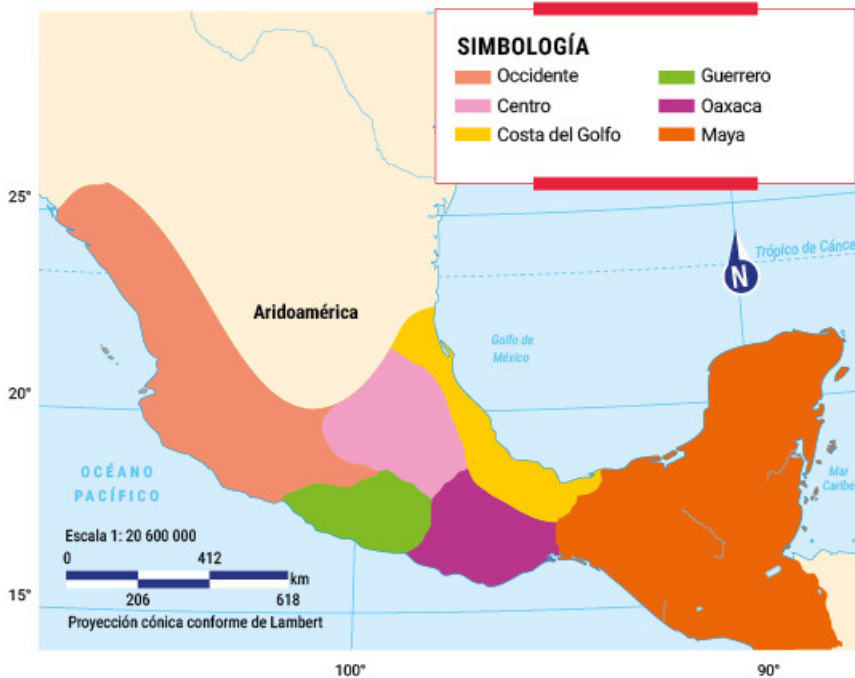 SIMBOLOGÍA
Occidente
Centro
Costa del Golfo
Guerrero
Oaxaca
Maya
25°
Trópico de Cánce
N
Aridoamérica
Golfo de
México
20°
OCÉANO
PACÍFICO
Mar
Caribe
Escala 1: 20 600 000
0 412
km
206 618
15°
Proyección cónica conforme de Lambert
100° 90°